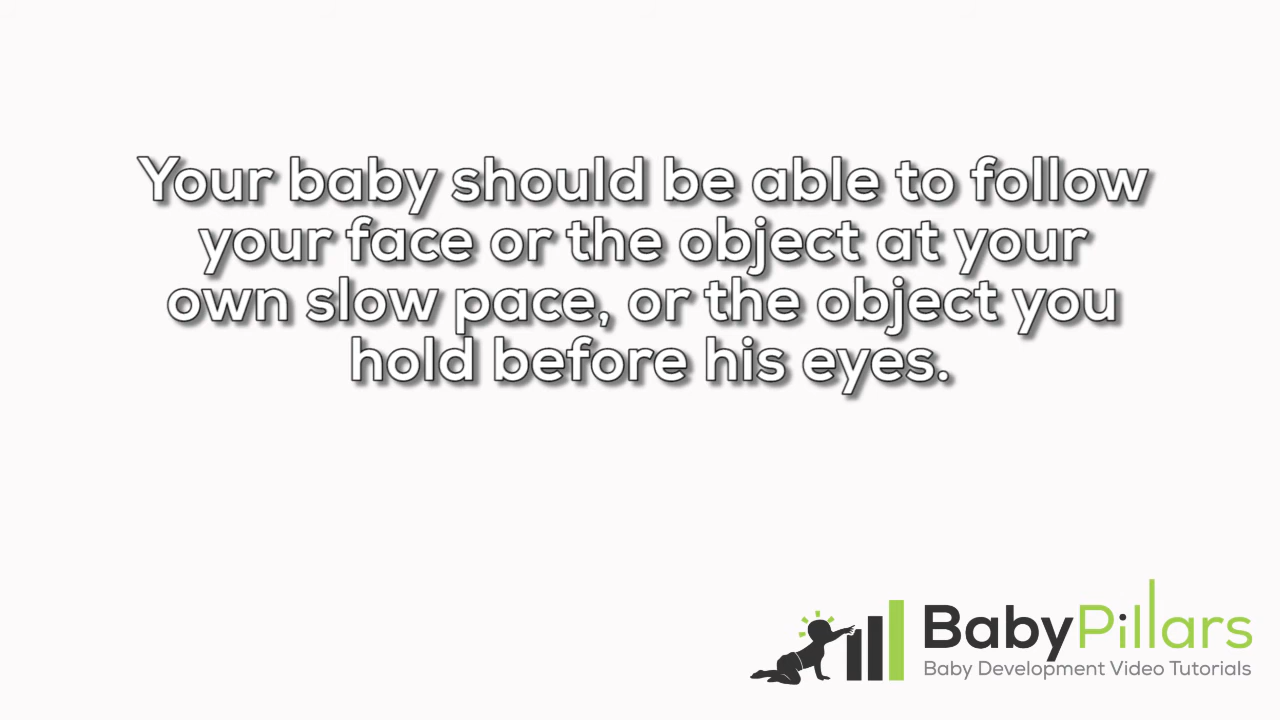 Your baby should be able to follow
your face or the object at your
own slow pace, or the object you
hold before his eyes.
BabyPillars
Baby Development Video Tutorials